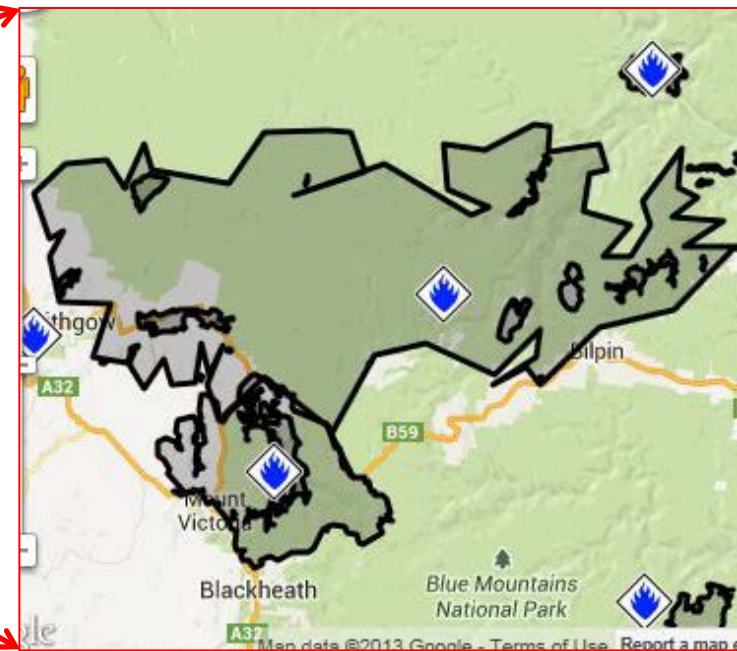 ithgow
A32
Bilpin
B59
Mount
Victoria
Blackheath
Blue Mountains
National Park
A32
Map data ©2013 Google - Terms of Use
Report a map e
gle